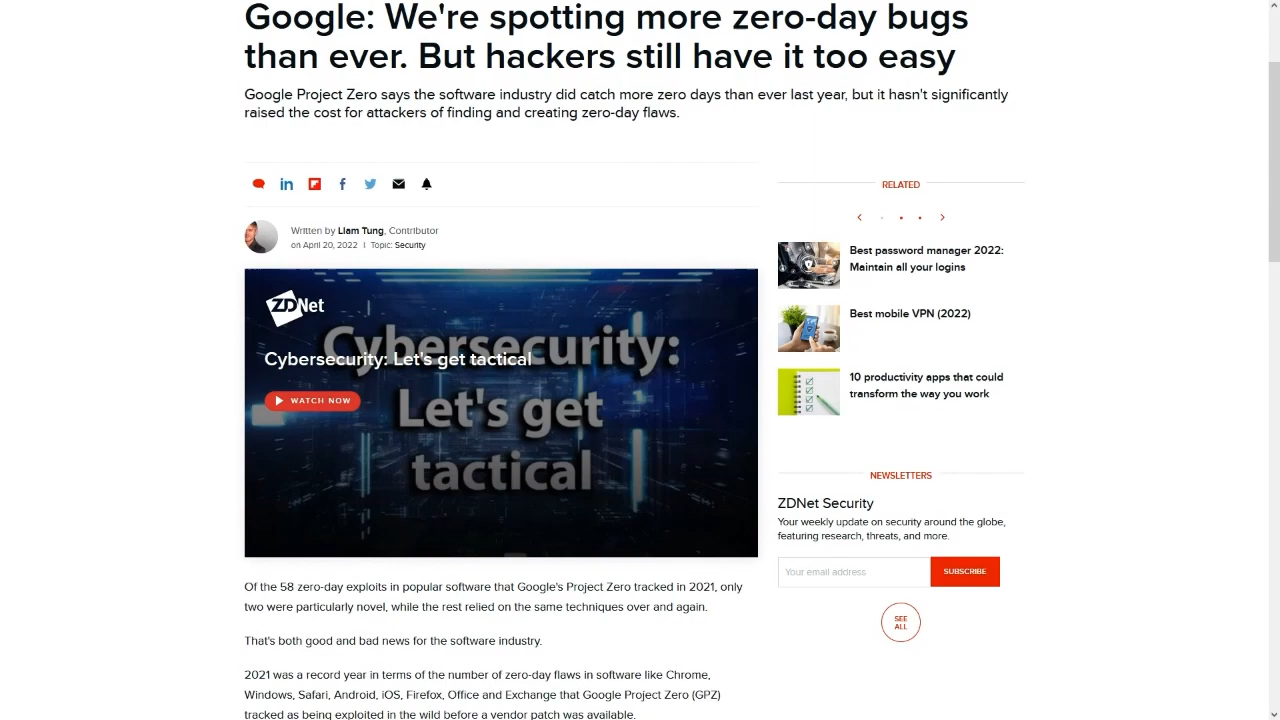 Google: We're spotting more zero-day bugs
than ever. But hackers still have it too easy
Google Project Zero says the software industry did catch more zero days than ever last year, but it hasn't significantly
raised the cost for attackers of finding and creating zero-day flaws.
Written by Liam Tung, Contributor
on April 20, 2022 | Topic: Security
ZDNet
Cybersecurity: Let's get tactical
WATCH NOW
Cybersecurity:
Let's get
tactical
Of the 58 zero-day exploits in popular software that Google's Project Zero tracked in 2021, only
two were particularly novel, while the rest relied on the same techniques over and again.
That's both good and bad news for the software industry.
2021 was a record year in terms of the number of zero-day flaws in software like Chrome,
Windows, Safari, Android, iOS, Firefox, Office and Exchange that Google Project Zero (GPZ)
tracked as being exploited in the wild before a vendor patch was available.
RELATED
Best password manager 2022:
Maintain all your logins
Best mobile VPN (2022)
10 productivity apps that could
transform the way you work
NEWSLETTERS
ZDNet Security
Your weekly update on security around the globe,
featuring research, threats, and more.
Your email address
SUBSCRIBE
SEE
ALL